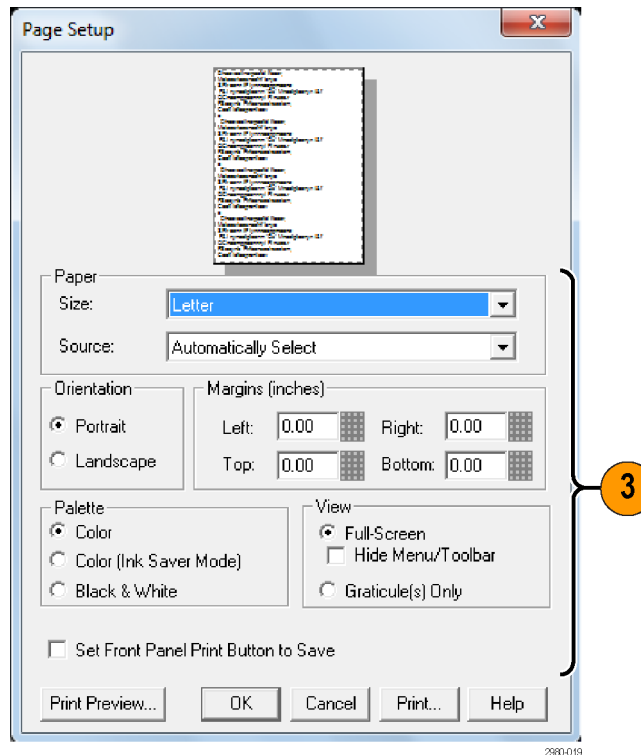 Page Setup
Paper
Size: Letter
Source: Automatically Select
Orientation
Portrait
Landscape
Margins (inches)
Left: 0.00 Right: 0.00
Top: 0.00 Bottom: 0.00
Palette
Color
Color (Ink Saver Mode)
Black & White
View
Full-Screen
Hide Menu/Toolbar
Graticule(s) Only
3
Set Front Panel Print Button to Save
Print Preview... OK Cancel Print... Help
2980-019